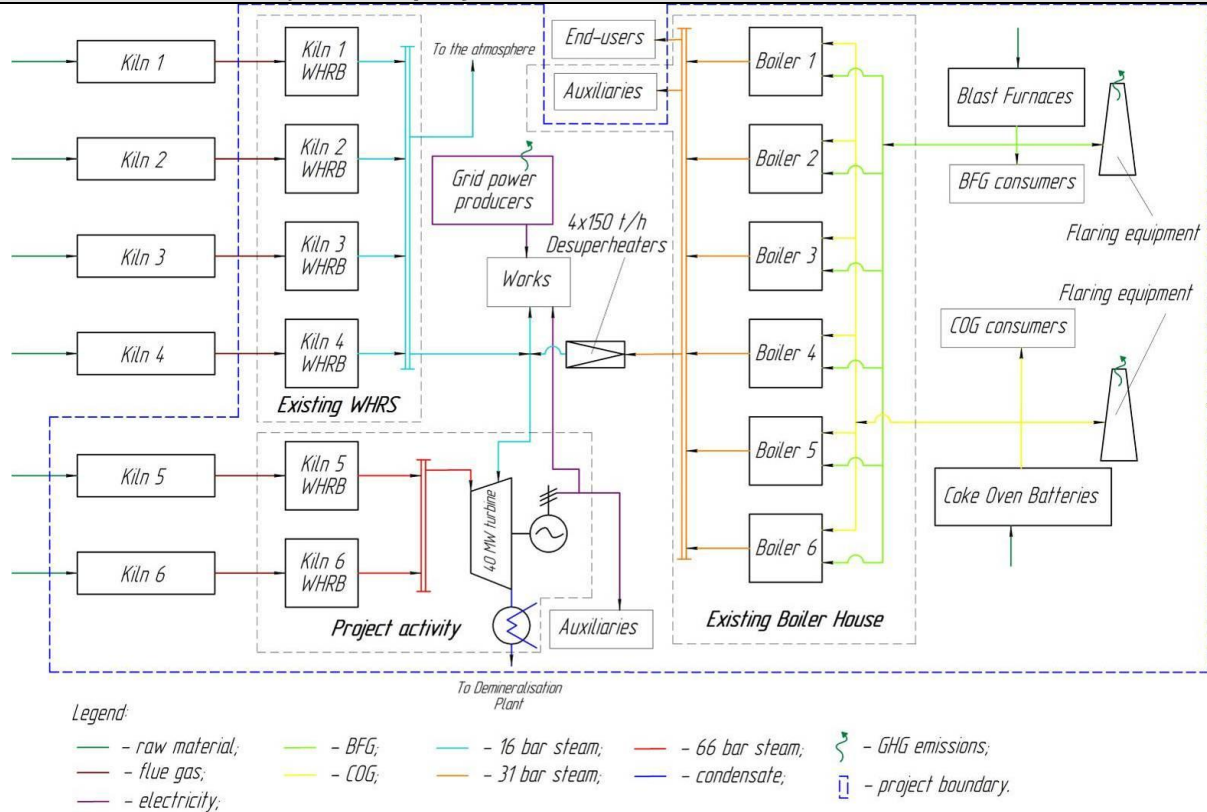 Kiln 1
Kiln 1
WHRB
To the atmosphere
End-users
Auxiliaries
Boiler 1
Blast Furnaces
Kiln 2
Kiln 2
WHRB
Grid power
producers
4x150 t/h
Desuperheaters
Boiler 2
BFG consumers
Flaring equipment
Kiln 3
Kiln 3
WHRB
Works
Boiler 3
Flaring equipment
COG consumers
Kiln 4
Kiln 4
WHRB
Boiler 4
Existing WHRS
Kiln 5
Kiln 5
WHRB
40 MW turbine
Boiler 5
Coke Oven Batteries
Kiln 6
Kiln 6
WHRB
Boiler 6
Project activity
Auxiliaries
Existing Boiler House
To Demineralisation
Plant
Legend:
- raw material;
- flue gas;
- electricity;
- BFG;
- COG;
- 16 bar steam;
- 31 bar steam;
- 66 bar steam;
- condensate;
- GHG emissions;
- project boundary.